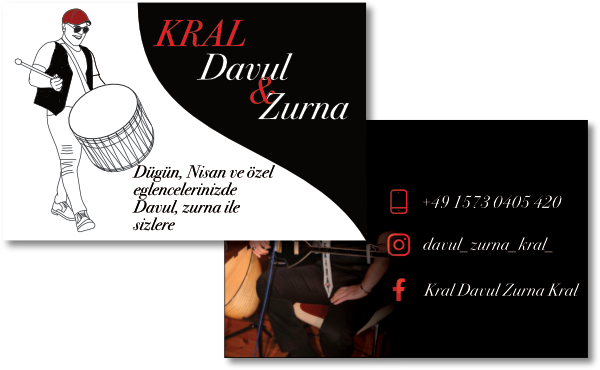 KRAL
Davul
&
Zurna
Dügün, Nisan ve özel
eglencelerinizde
Davul, zurna ile
sizlere
+49 1573 0405 420
davul_zurna_kral_
Kral Davul Zurna Kral